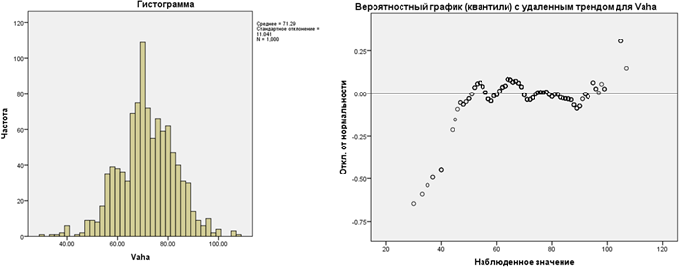 Гистограмма
Среднее = 71,29
Стандартное отклонение =
11,041
N = 1,000
120
100
80
60
40
20
0
Частота
40.00
60.00
80.00
100.00
Vaha
Вероятностный график (квантили) с удаленным трендом для Vaha
0.25
0.00
-0.25
-0.50
-0.75
Откл. от нормальности
20
40
60
80
100
120
Наблюденное значение